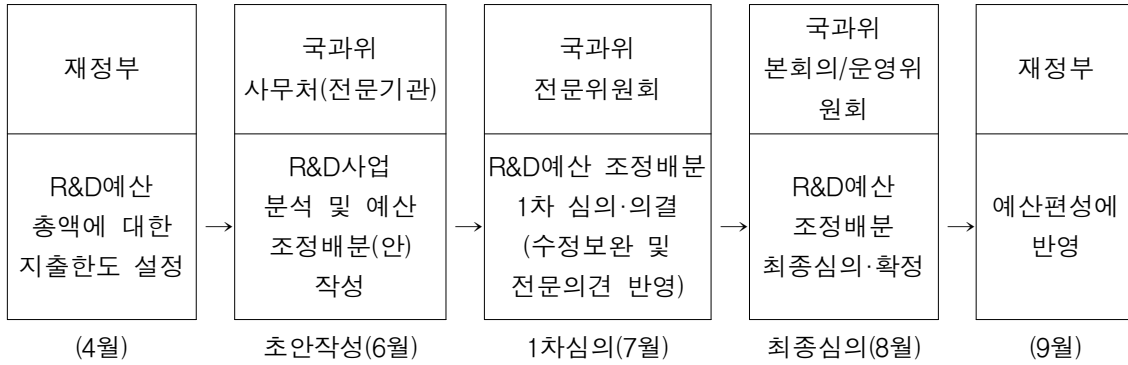 재정부
국과위
사무처(전문기관)
국과위
전문위원회
국과위
본회의/운영위
원회
재정부
R&D예산
총액에 대한
지출한도 설정
→
R&D사업
분석 및 예산
조정배분(안)
작성
→
R&D예산 조정배분
1차 심의·의결
(수정보완 및
전문의견 반영)
→
R&D예산
조정배분
최종심의·확정
→
예산편성에
반영
(4월)
초안작성(6월)
1차심의(7월)
최종심의(8월)
(9월)